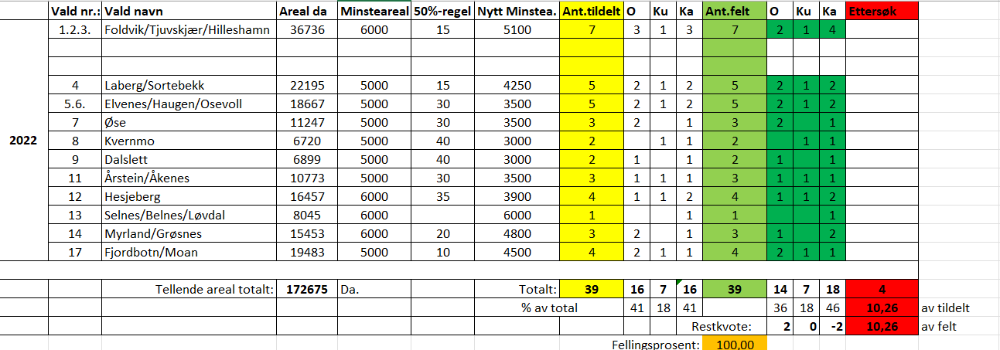 Vald nr.: Vald navn Areal da Minsteareal 50%-regel Nytt Minstea. Ant.tildelt O Ku Ka Ant.felt O Ku Ka Ettersøk
1.2.3. Foldvik/Tjuvskjær/Hilleshamn 36736 6000 15 5100 7 3 1 3 7 2 1 4
4 Laberg/Sortebekk 22195 5000 15 4250 5 2 1 2 5 2 1 2
5.6. Elvenes/Haugen/Osevoll 18667 5000 30 3500 5 2 1 2 5 2 1 2
7 Øse 11247 5000 30 3500 3 2 1 3 2 1
2022 8 Kvernmo 6720 5000 40 3000 2 1 1 2 1 1
9 Dalslett 6899 5000 40 3000 2 1 1 2 1 1
11 Årstein/Åkenes 10773 5000 30 3500 3 1 1 1 3 1 1 1
12 Hesjeberg 16457 6000 35 3900 4 1 1 2 4 1 1 2
13 Selnes/Belnes/Løvdal 8045 6000 6000 1 1 1 1
14 Myrland/Grøsnes 15453 6000 20 4800 3 2 1 3 1 2
17 Fjordbotn/Moan 19483 5000 10 4500 4 2 1 1 4 2 1 1
Tellende areal totalt: 172675 Da. Totalt: 39 16 7 16 39 14 7 18 4
% av total 41 18 41 36 18 46 10,26 av tildelt
Restkvote: 2 0 -2 10,26 av felt
Fellingsprosent: 100,00